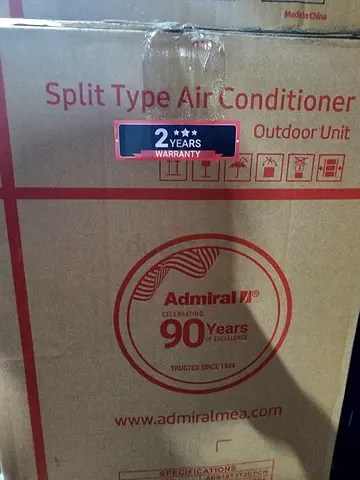 Made in China
Split Type Air Conditioner
Outdoor Unit
2 YEARS
WARRANTY
Admiral
CELEBRATING
90 Years
OF EXCELLENCE
TRUSTED SINCE 1934
www.admiralmea.com
SPECIFICATIONS